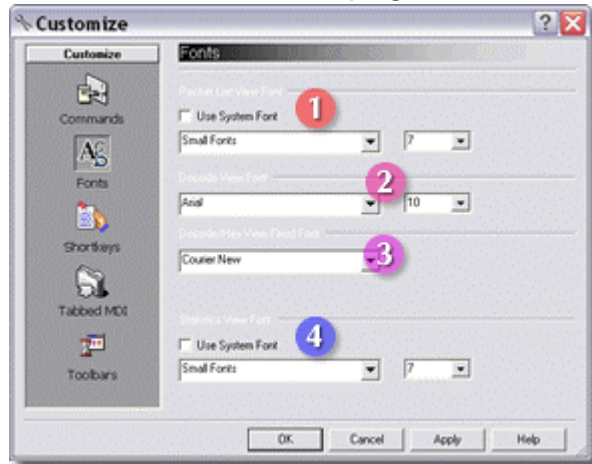 Customize
Customize
Fonts
Commands
Fonts
Shortkeys
Tabbed MDI
Toolbars
Packet List View Font
1
Use System Font
Small Fonts 7
Decode View Font
2
Arial 10
Decode/Hex View Fixed Font
3
Courier New
Statistics View Font
4
Use System Font
Small Fonts 7
OK Cancel Apply Help